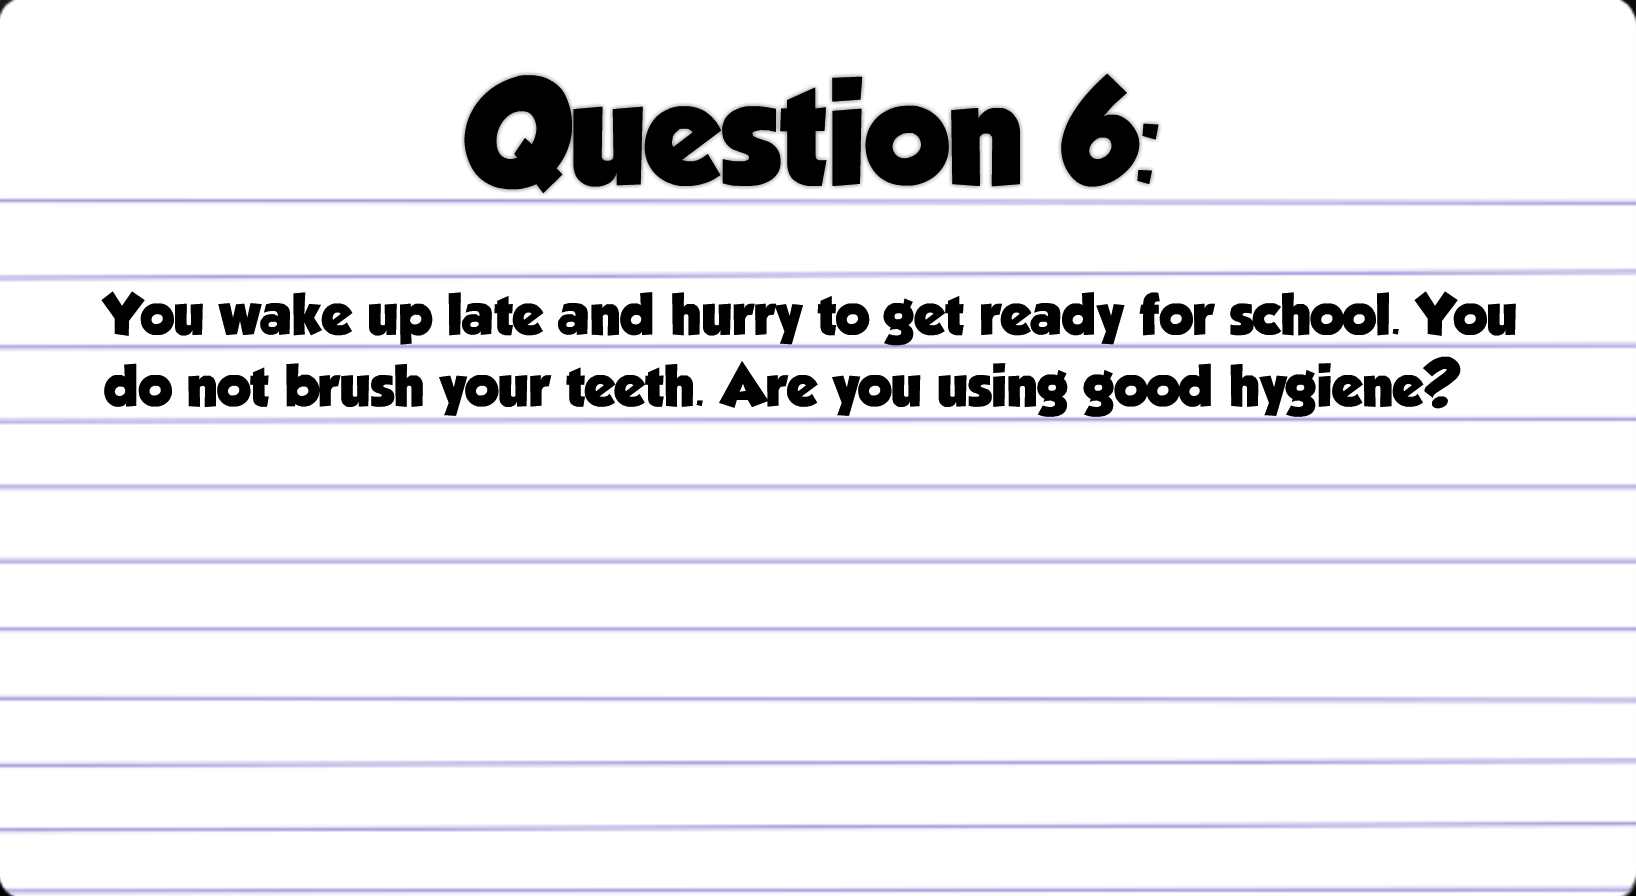 Question 6:
You wake up late and hurry to get ready for school. You
do not brush your teeth. Are you using good hygiene?